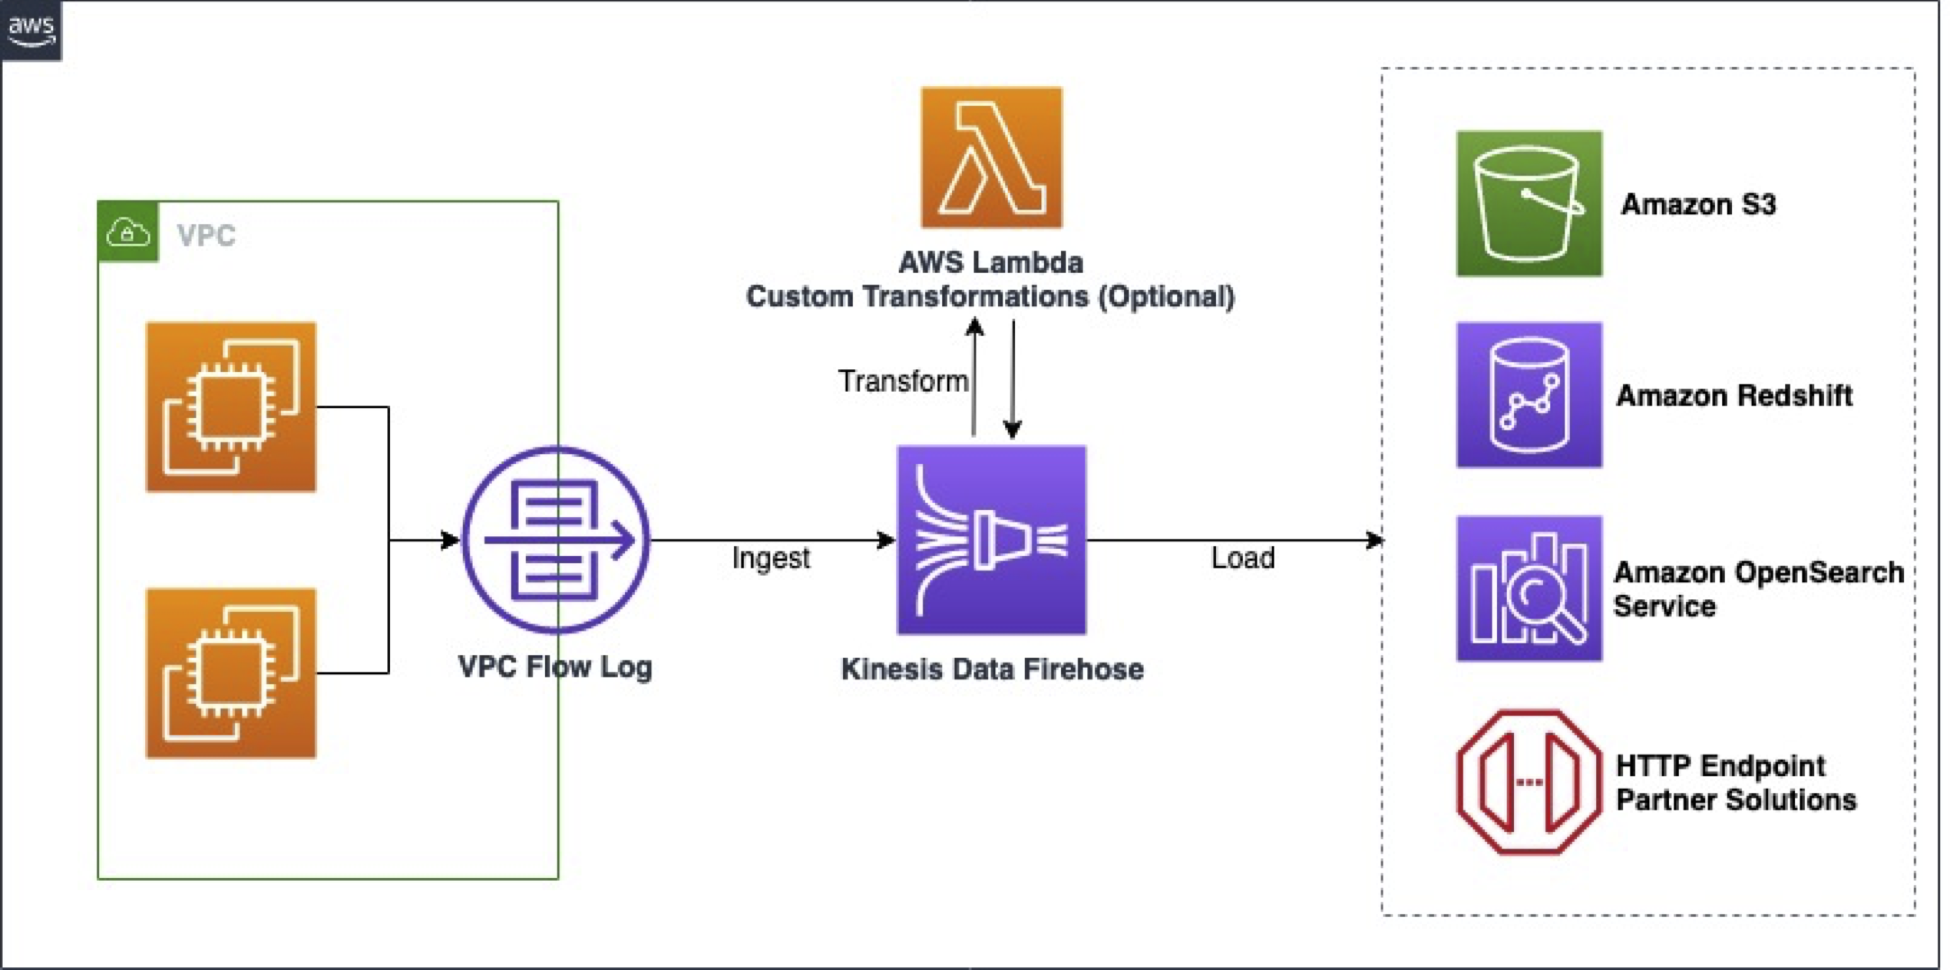 aws
VPC
AWS Lambda
Custom Transformations (Optional)
Transform
VPC Flow Log
Ingest
Kinesis Data Firehose
Load
Amazon S3
Amazon Redshift
Amazon OpenSearch
Service
HTTP Endpoint
Partner Solutions